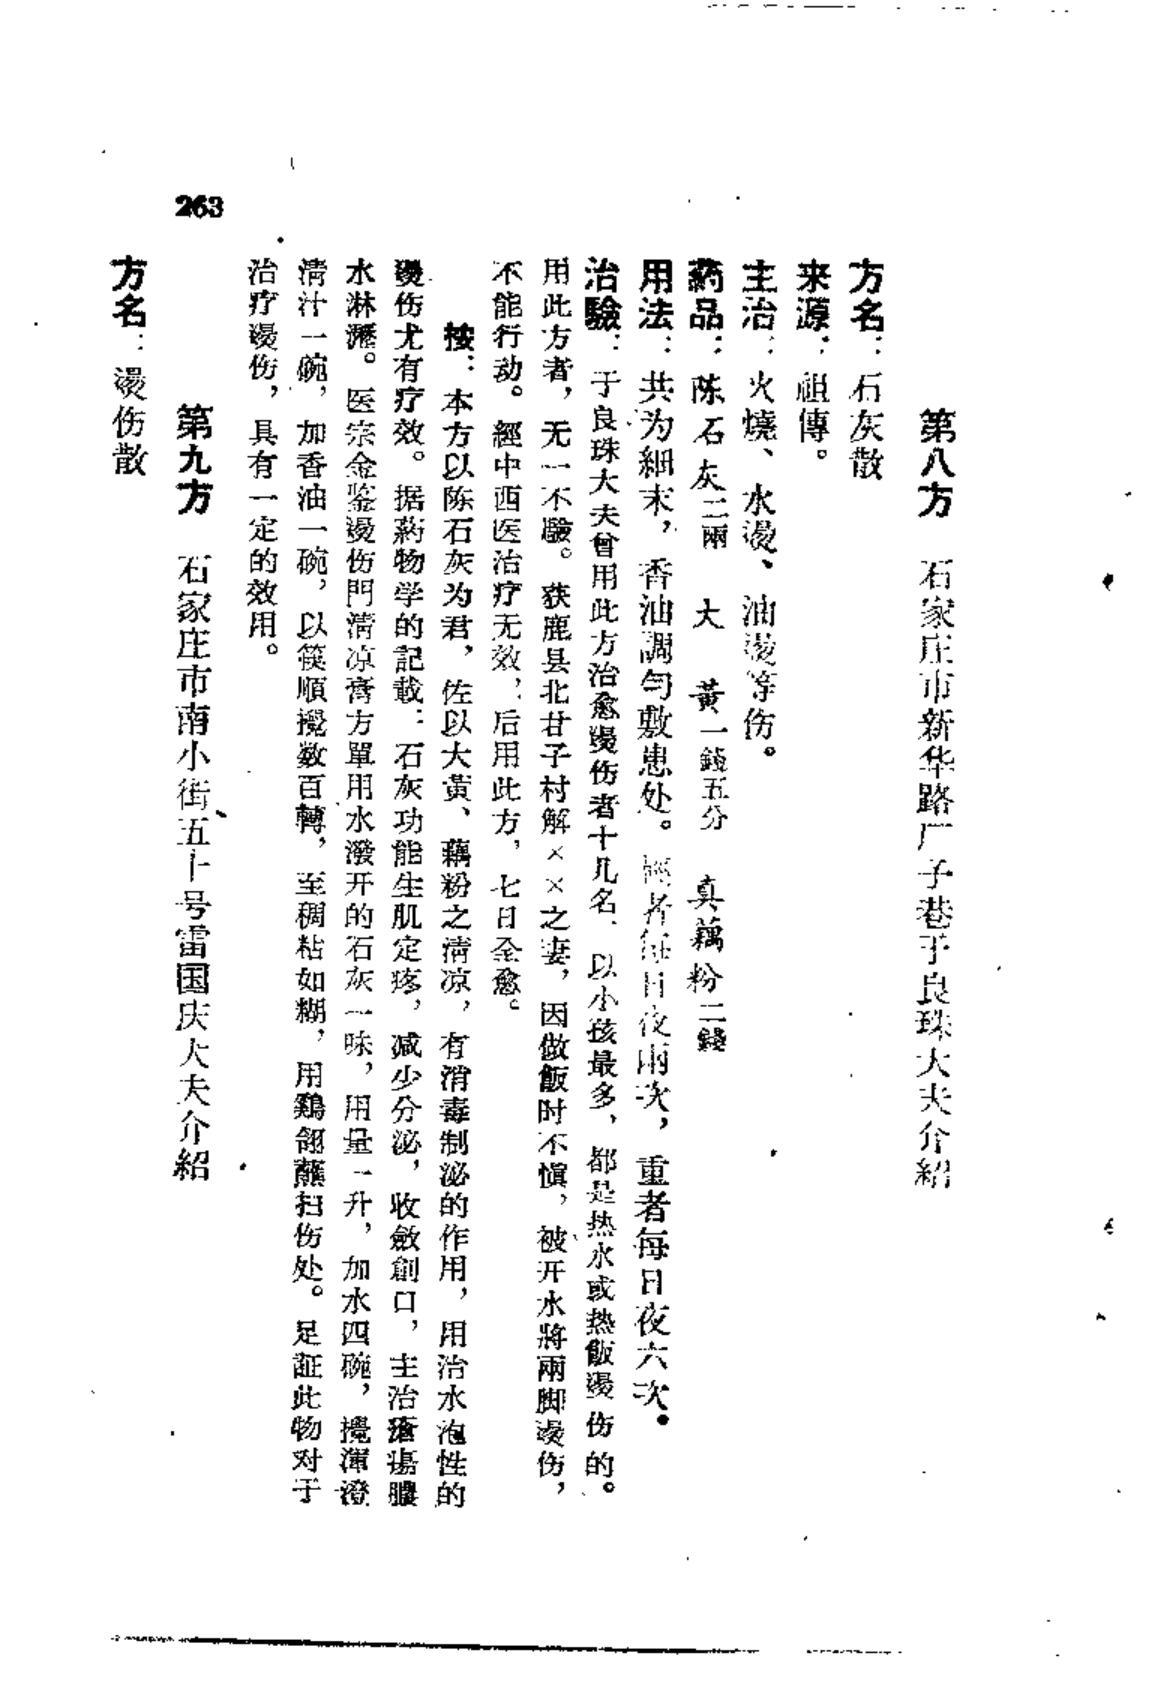 第八方　石家庄市新华路厂子巷于良珠大夫介紹
方名：石灰散
来源：祖傳。
主治：火燒、水燙、油燙等伤。
葯品：陈石灰二兩　大　黃一錢五分　真藕粉二錢
用法：共为細末，香油調勻敷患处。輕者每日夜兩次，重者每日夜六次。
治驗：于良珠大夫曾用此方治愈燙伤者十几名，以小孩最多，都是热水或热飯燙伤的。
用此方者，无一不驗。获鹿县北甘子村解××之妻，因做飯时不愼，被开水將兩脚燙伤，
不能行动。經中西医治疗无效，后用此方，七日全愈。
按：本方以陈石灰为君，佐以大黃、藕粉之淸凉，有消毒制泌的作用，用治水泡性的
燙伤尤有疗效。据葯物学的記載：石灰功能生肌定疼，减少分泌，收斂創口，主治瘡瘍膿
水淋瀝。医宗金鉴燙伤門淸凉膏方單用水潑开的石灰一味，用量一升，加水四碗，攪渾澄
淸汁一碗，加香油一碗，以筷順攪数百轉，至稠粘如糊，用鷄翎蘸扫伤处。足証此物对于
治疗燙伤，具有一定的效用。
第九方　石家庄市南小街五十号雷国庆大夫介紹
方名：燙伤散
263